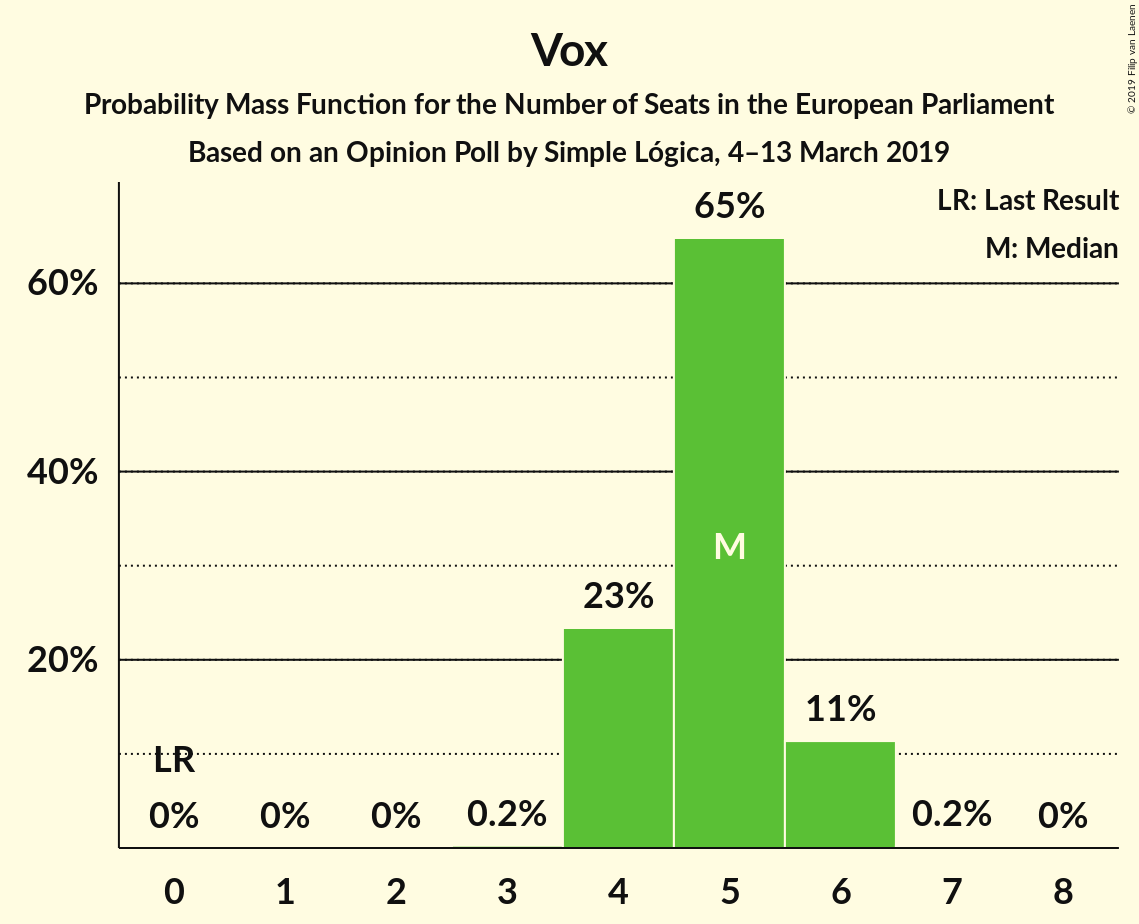 Vox
Probability Mass Function for the Number of Seats in the European Parliament
Based on an Opinion Poll by Simple Lógica, 4–13 March 2019
© 2019 Filip van Laenen
LR: Last Result
M: Median
60%
40%
20%
LR
0%
0%
0%
0.2%
23%
65%
M
11%
0.2%
0%
0 1 2 3 4 5 6 7 8